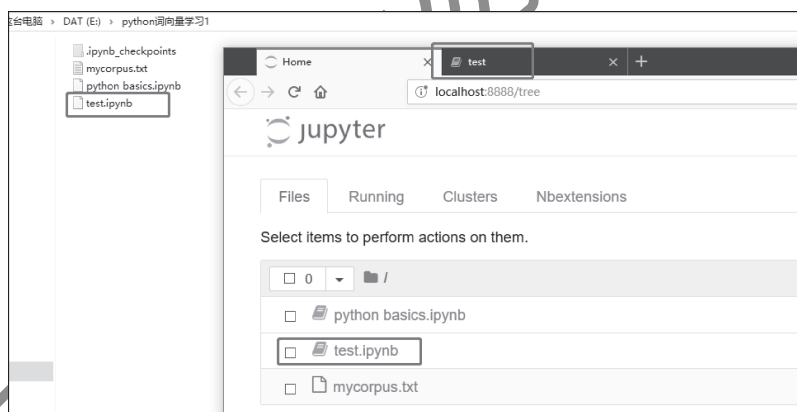 这台电脑 › DAT (E:) › python词向量学习1
.ipynb_checkpoints
mycorpus.txt
python basics.ipynb
test.ipynb
Home × test × +
localhost:8888/tree
jupyter
Files Running Clusters Nbextensions
Select items to perform actions on them.
0 /
python basics.ipynb
test.ipynb
mycorpus.txt